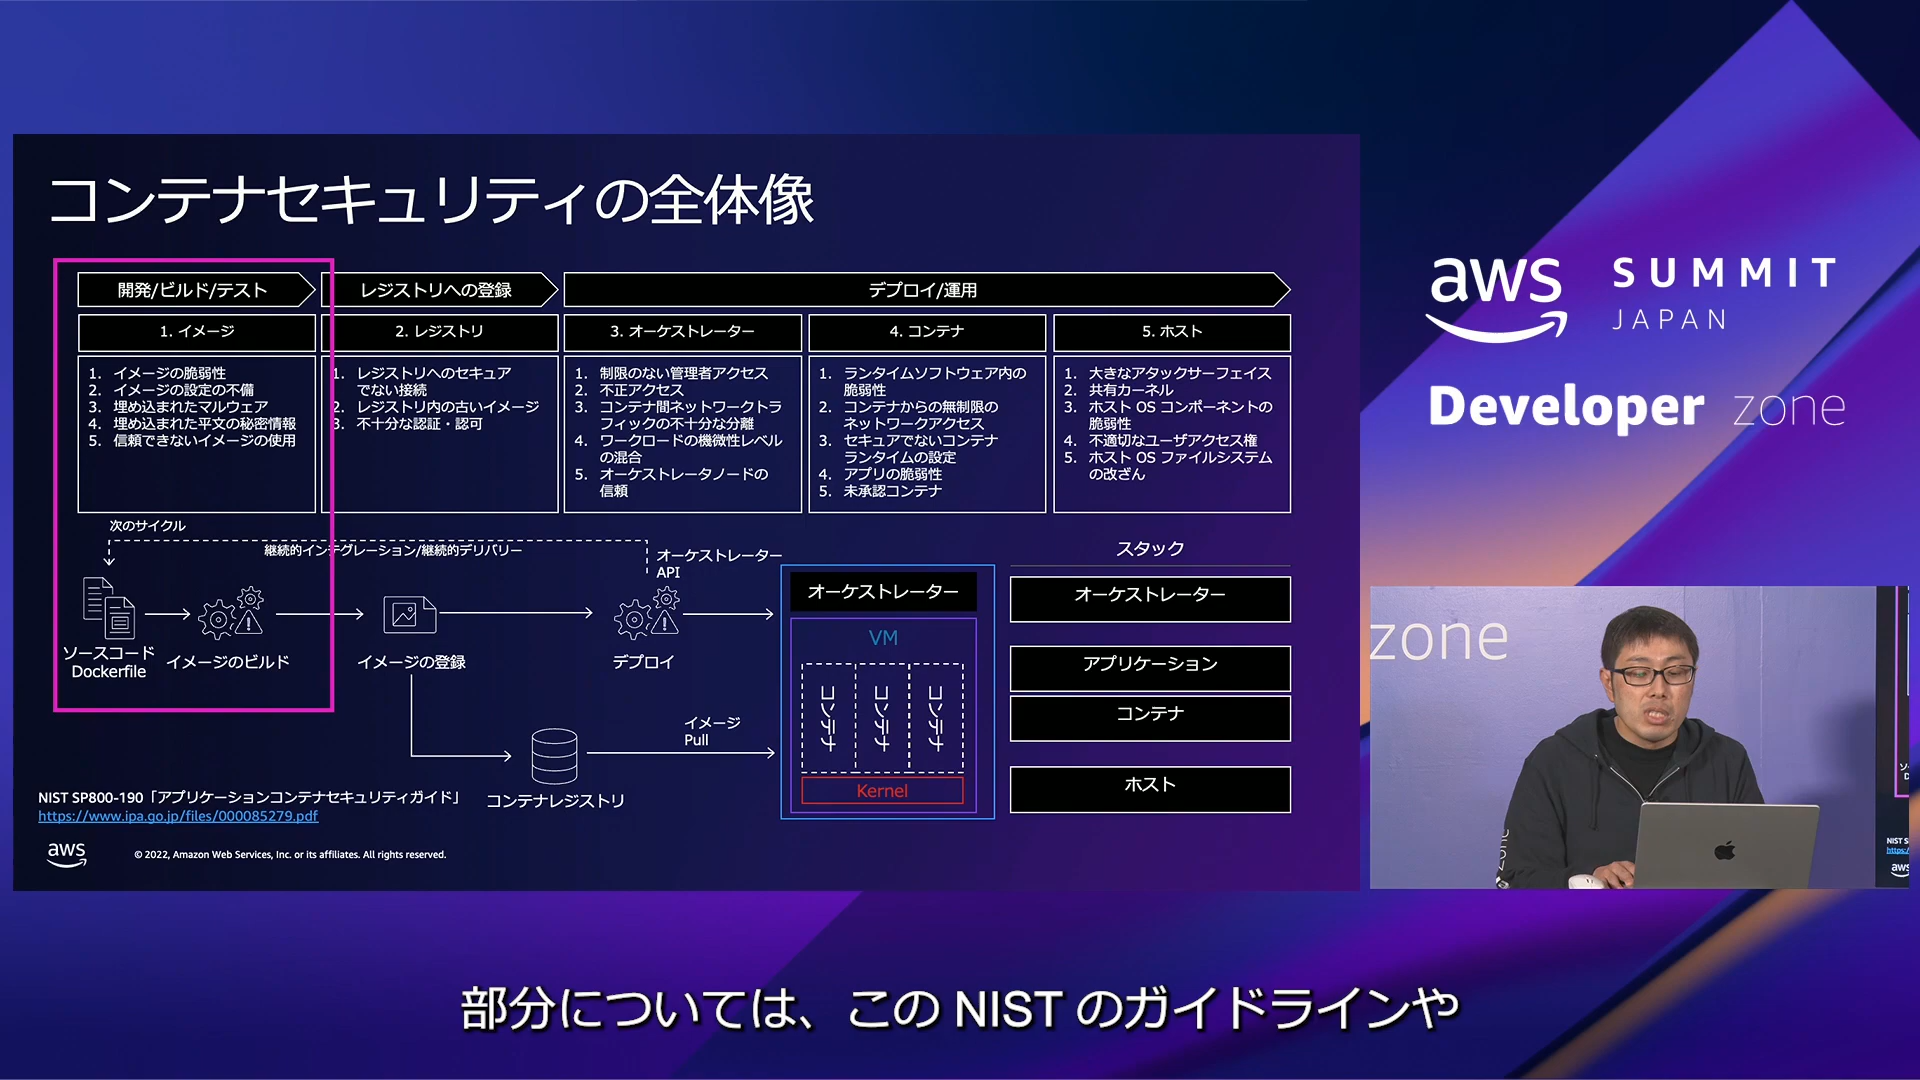 コンテナセキュリティの全体像
開発/ビルド/テスト
レジストリへの登録
デプロイ/運用
1. イメージ
2. レジストリ
3. オーケストレーター
4. コンテナ
5. ホスト
1. イメージの脆弱性
2. イメージの設定の不備
3. 埋め込まれたマルウェア
4. 埋め込まれた平文の秘密情報
5. 信頼できないイメージの使用
1. レジストリへのセキュア
でない接続
2. レジストリ内の古いイメージ
3. 不十分な認証・認可
1. 制限のない管理者アクセス
2. 不正アクセス
3. コンテナ間ネットワークトラ
フィックの不十分な分離
4. ワークロードの機微性レベル
の混合
5. オーケストレータノードの
信頼
1. ランタイムソフトウェア内の
脆弱性
2. コンテナからの無制限の
ネットワークアクセス
3. セキュアでないコンテナ
ランタイムの設定
4. アプリの脆弱性
5. 未承認コンテナ
1. 大きなアタックサーフェイス
2. 共有カーネル
3. ホスト OS コンポーネントの
脆弱性
4. 不適切なユーザアクセス権
5. ホスト OS ファイルシステム
の改ざん
次のサイクル
継続的インテグレーション/継続的デリバリー
オーケストレーター
API
ソースコード
Dockerfile
イメージのビルド
イメージの登録
デプロイ
イメージ
Pull
コンテナレジストリ
オーケストレーター
VM
コンテナ
コンテナ
コンテナ
Kernel
スタック
オーケストレーター
アプリケーション
コンテナ
ホスト
NIST SP800-190「アプリケーションコンテナセキュリティガイド」
https://www.ipa.go.jp/files/000085279.pdf
aws
© 2022, Amazon Web Services, Inc. or its affiliates. All rights reserved.
aws
SUMMIT
JAPAN
Developer zone
zone
部分については、この NIST のガイドラインや